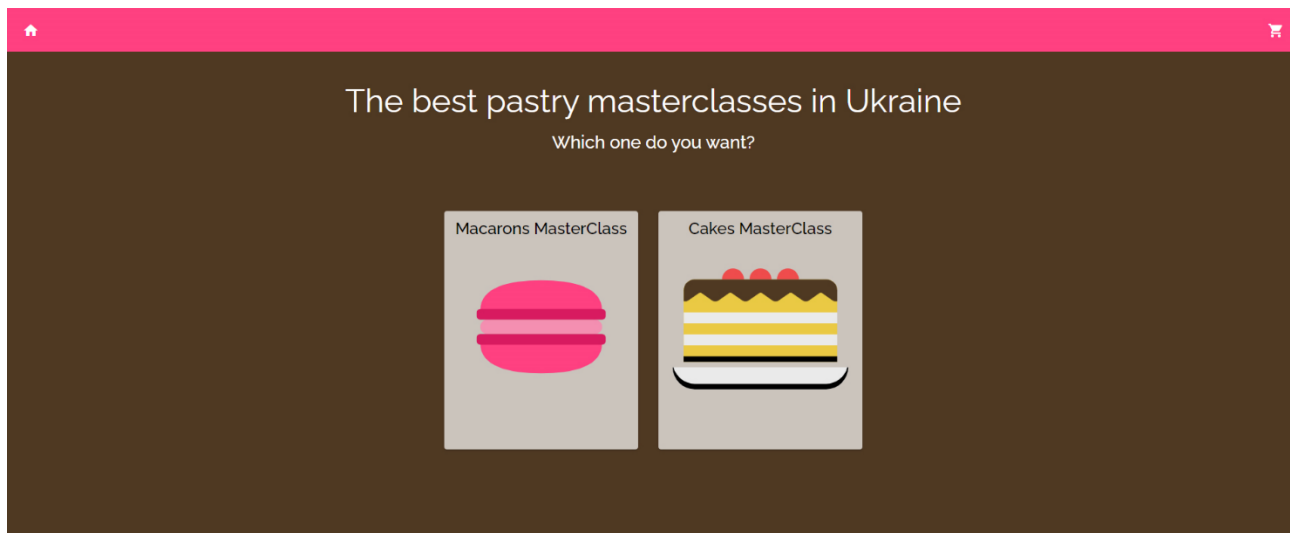 The best pastry masterclasses in Ukraine
Which one do you want?
Macarons MasterClass
Cakes MasterClass